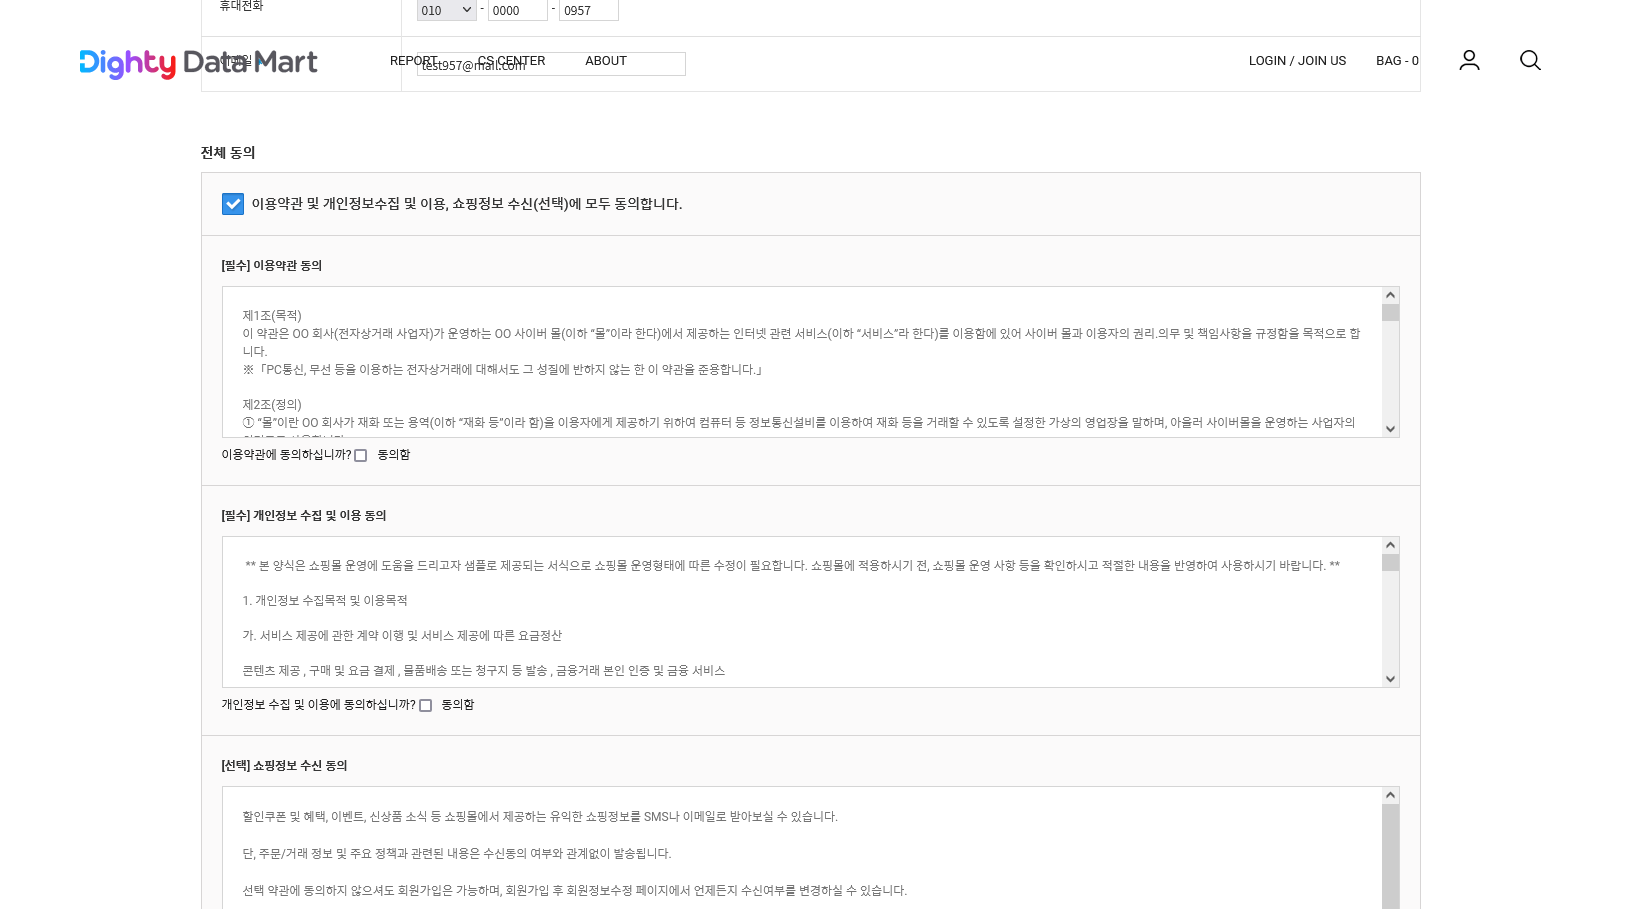 휴대전화
010 - 0000 - 0957
Dighty Data Mart
이메일
REPORT
test957@mail.com
CS CENTER
ABOUT
LOGIN / JOIN US
BAG - 0
전체 동의
이용약관 및 개인정보수집 및 이용, 쇼핑정보 수신(선택)에 모두 동의합니다.
[필수] 이용약관 동의
제1조(목적)
이 약관은 OO 회사(전자상거래 사업자)가 운영하는 OO 사이버 몰(이하 “몰”이라 한다)에서 제공하는 인터넷 관련 서비스(이하 “서비스”라 한다)를 이용함에 있어 사이버 몰과 이용자의 권리.의무 및 책임사항을 규정함을 목적으로 합
니다.
※「PC통신, 무선 등을 이용하는 전자상거래에 대해서도 그 성질에 반하지 않는 한 이 약관을 준용합니다.」
제2조(정의)
① “몰”이란 OO 회사가 재화 또는 용역(이하 “재화 등”이라 함)을 이용자에게 제공하기 위하여 컴퓨터 등 정보통신설비를 이용하여 재화 등을 거래할 수 있도록 설정한 가상의 영업장을 말하며, 아울러 사이버몰을 운영하는 사업자의
이용약관에 동의하십니까? 동의함
[필수] 개인정보 수집 및 이용 동의
** 본 양식은 쇼핑몰 운영에 도움을 드리고자 샘플로 제공되는 서식으로 쇼핑몰 운영형태에 따른 수정이 필요합니다. 쇼핑몰에 적용하시기 전, 쇼핑몰 운영 사항 등을 확인하시고 적절한 내용을 반영하여 사용하시기 바랍니다. **
1. 개인정보 수집목적 및 이용목적
가. 서비스 제공에 관한 계약 이행 및 서비스 제공에 따른 요금정산
콘텐츠 제공 , 구매 및 요금 결제 , 물품배송 또는 청구지 등 발송 , 금융거래 본인 인증 및 금융 서비스
개인정보 수집 및 이용에 동의하십니까? 동의함
[선택] 쇼핑정보 수신 동의
할인쿠폰 및 혜택, 이벤트, 신상품 소식 등 쇼핑몰에서 제공하는 유익한 쇼핑정보를 SMS나 이메일로 받아보실 수 있습니다.
단, 주문/거래 정보 및 주요 정책과 관련된 내용은 수신동의 여부와 관계없이 발송됩니다.
선택 약관에 동의하지 않으셔도 회원가입은 가능하며, 회원가입 후 회원정보수정 페이지에서 언제든지 수신여부를 변경하실 수 있습니다.